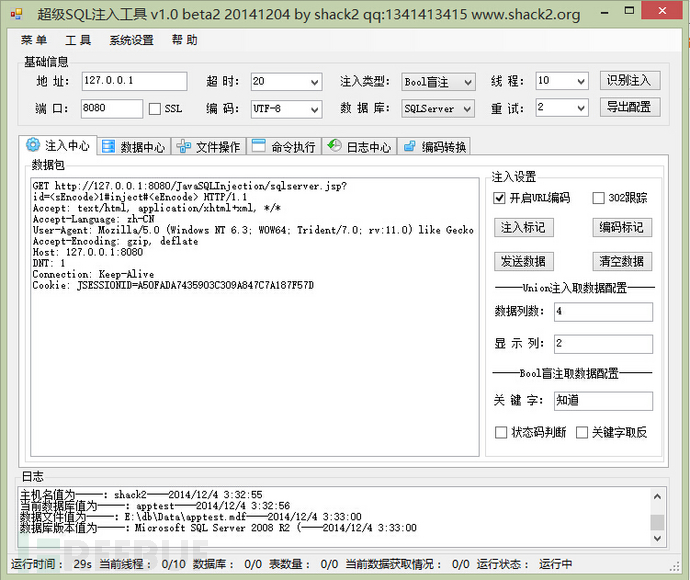 超级SQL注入工具 v1.0 beta2 20141204 by shack2 qq:1341413415 www.shack2.org
菜 单 工具 系统设置 帮 助
基础信息
地 址: 127.0.0.1 超 时: 20 注入类型: Bool盲注 线 程: 10 识别注入
端 口: 8080 SSL 编 码: UTF-8 数 据 库: SQLServer 重 试: 2 导出配置
注入中心 数据中心 文件操作 命令执行 日志中心 编码转换
数据包
GET http://127.0.0.1:8080/JavaSQLInjection/sqlserver.jsp?
id=<sEncode>1#inject#<eEncode> HTTP/1.1
Accept: text/html, application/xhtml+xml, */*
Accept-Language: zh-CN
User-Agent: Mozilla/5.0 (Windows NT 6.3; WOW64; Trident/7.0; rv:11.0) like Gecko
Accept-Encoding: gzip, deflate
Host: 127.0.0.1:8080
DNT: 1
Connection: Keep-Alive
Cookie: JSESSIONID=A50FADA7435903C309A847C7A187F57D
注入设置
开启URL编码 302跟踪
注入标记 编码标记
发送数据 清空数据
Union注入取数据配置
数据列数: 4
显 示 列: 2
Bool盲注取数据配置
关 键 字: 知道
状态码判断 关键字取反
日志
主机名值为-----: shack2----2014/12/4 3:32:55
当前数据库值为-----: apptest----2014/12/4 3:32:56
数据文件值为-----: E:\db\Data\apptest.mdf----2014/12/4 3:33:00
数据库版本值为-----: Microsoft SQL Server 2008 R2 (----2014/12/4 3:33:00
FREEBUF
运行时间: 29s 当前线程: 0/10 数据库: 0/0 表数量: 0/0 当前数据获取情况: 0/0 运行状态: 运行中